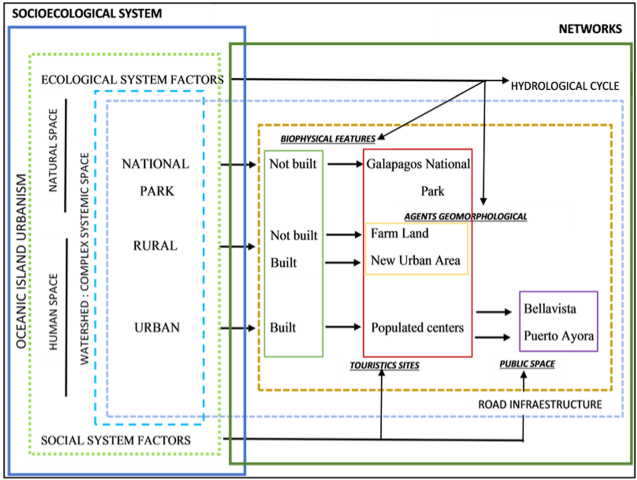 SOCIOECOLOGICAL SYSTEM
NETWORKS
ECOLOGICAL SYSTEM FACTORS
HYDROLOGICAL CYCLE
OCEANIC ISLAND URBANISM
NATURAL SPACE
HUMAN SPACE
WATERSHED : COMPLEX SYSTEMIC SPACE
BIOPHYSICAL FEATURES
NATIONAL
PARK
Not built
Galapagos National
Park
AGENTS GEOMORPHOLOGICAL
RURAL
Not built
Built
Farm Land
New Urban Area
URBAN
Built
Populated centers
Bellavista
Puerto Ayora
TOURISTICS SITES
PUBLIC SPACE
ROAD INFRAESTRUCTURE
SOCIAL SYSTEM FACTORS